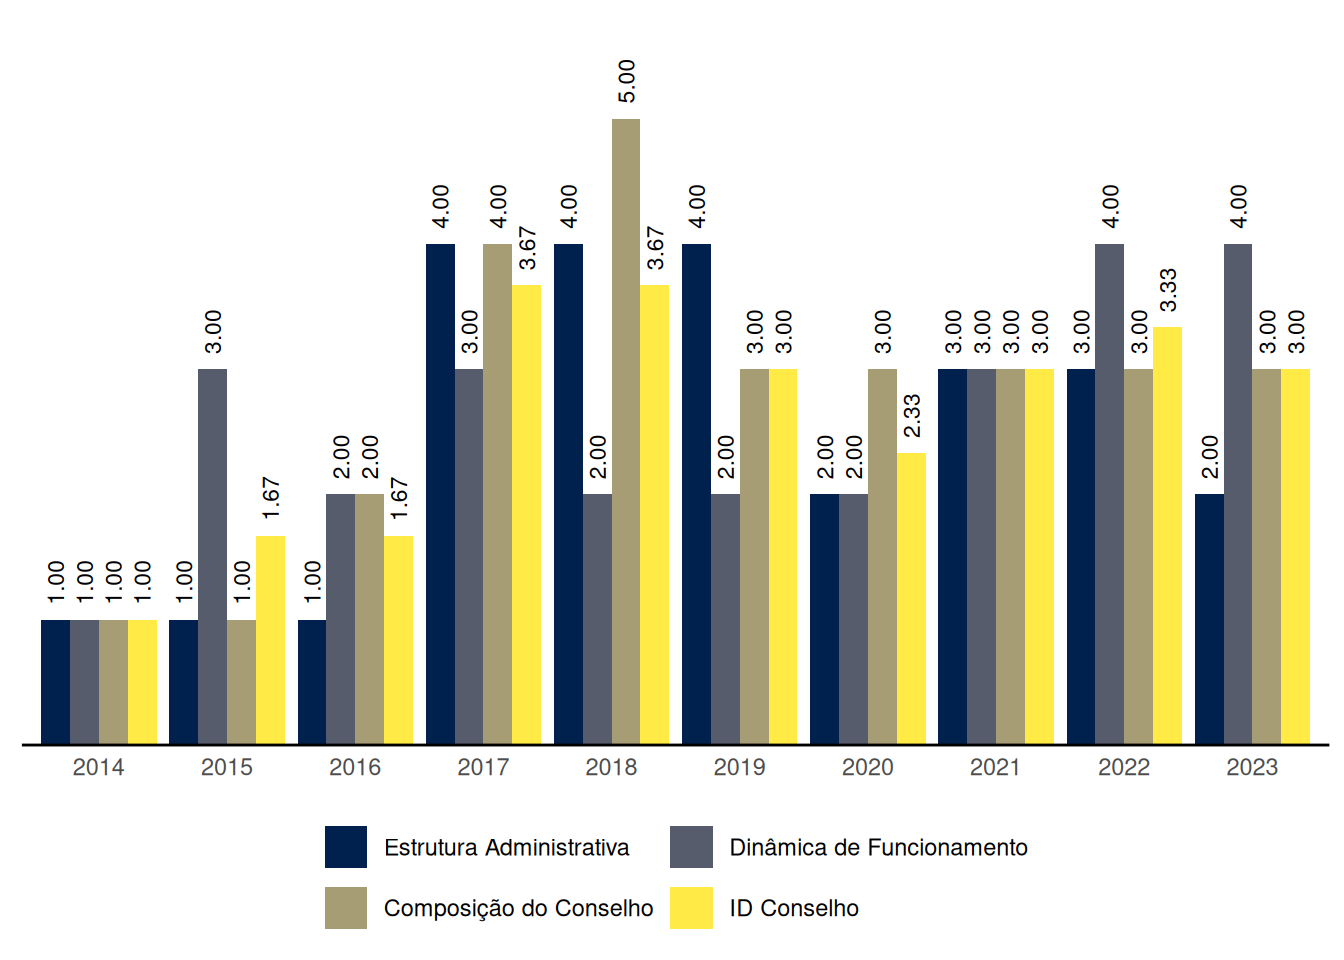 1.00 1.00 1.00 1.00
1.00 3.00 1.00 1.67
1.00 2.00 2.00 1.67
4.00 3.00 4.00 3.67
4.00 2.00 5.00 3.67
4.00 2.00 3.00 3.00
2.00 2.00 3.00 2.33
3.00 3.00 3.00 3.00
3.00 4.00 3.00 3.33
2.00 4.00 3.00 3.00
2014 2015 2016 2017 2018 2019 2020 2021 2022 2023
Estrutura Administrativa Dinâmica de Funcionamento
Composição do Conselho ID Conselho